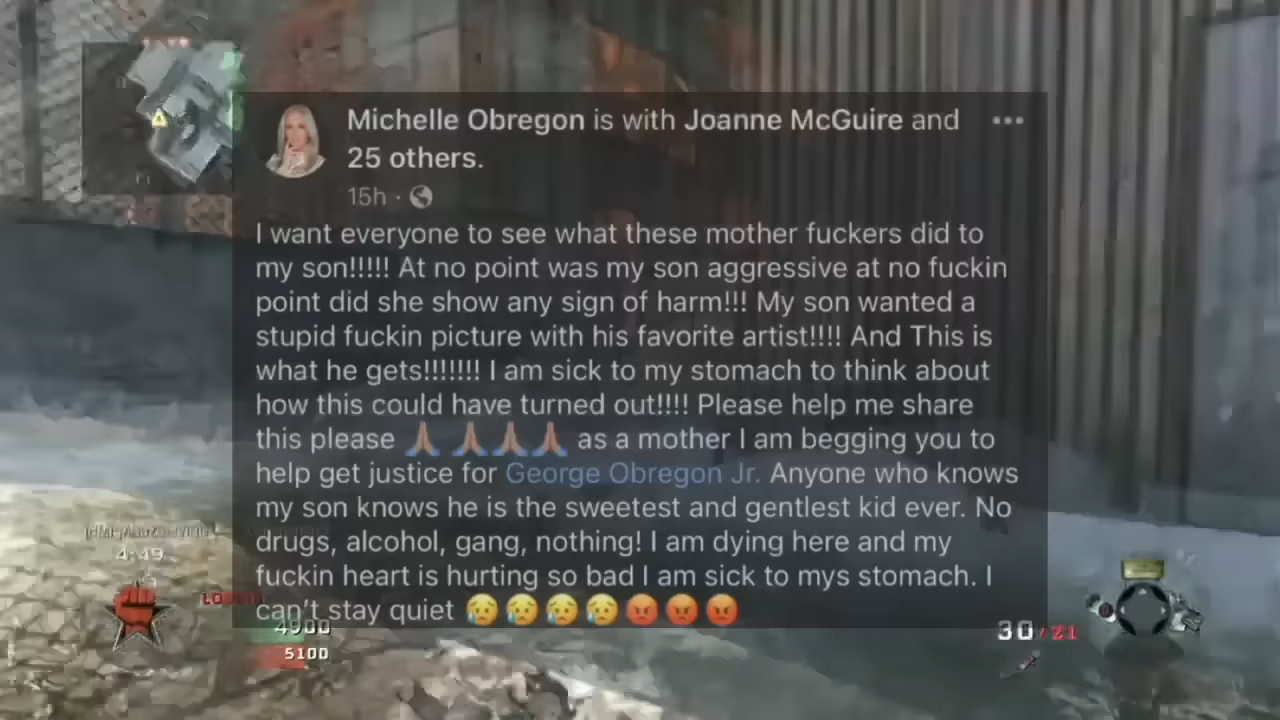 Michelle Obregon is with Joanne McGuire and
25 others.
15h ·
I want everyone to see what these mother fuckers did to
my son!!!!! At no point was my son aggressive at no fuckin
point did she show any sign of harm!!! My son wanted a
stupid fuckin picture with his favorite artist!!!! And This is
what he gets!!!!!!! I am sick to my stomach to think about
how this could have turned out!!!! Please help me share
this please 🙏🏽 🙏🏽🙏🏽🙏🏽 as a mother I am begging you to
help get justice for George Obregon Jr. Anyone who knows
my son knows he is the sweetest and gentlest kid ever. No
drugs, alcohol, gang, nothing! I am dying here and my
fuckin heart is hurting so bad I am sick to mys stomach. I
can't stay quiet 😥😥😥😥😡😡😡
4:49
4900
5100
30/21